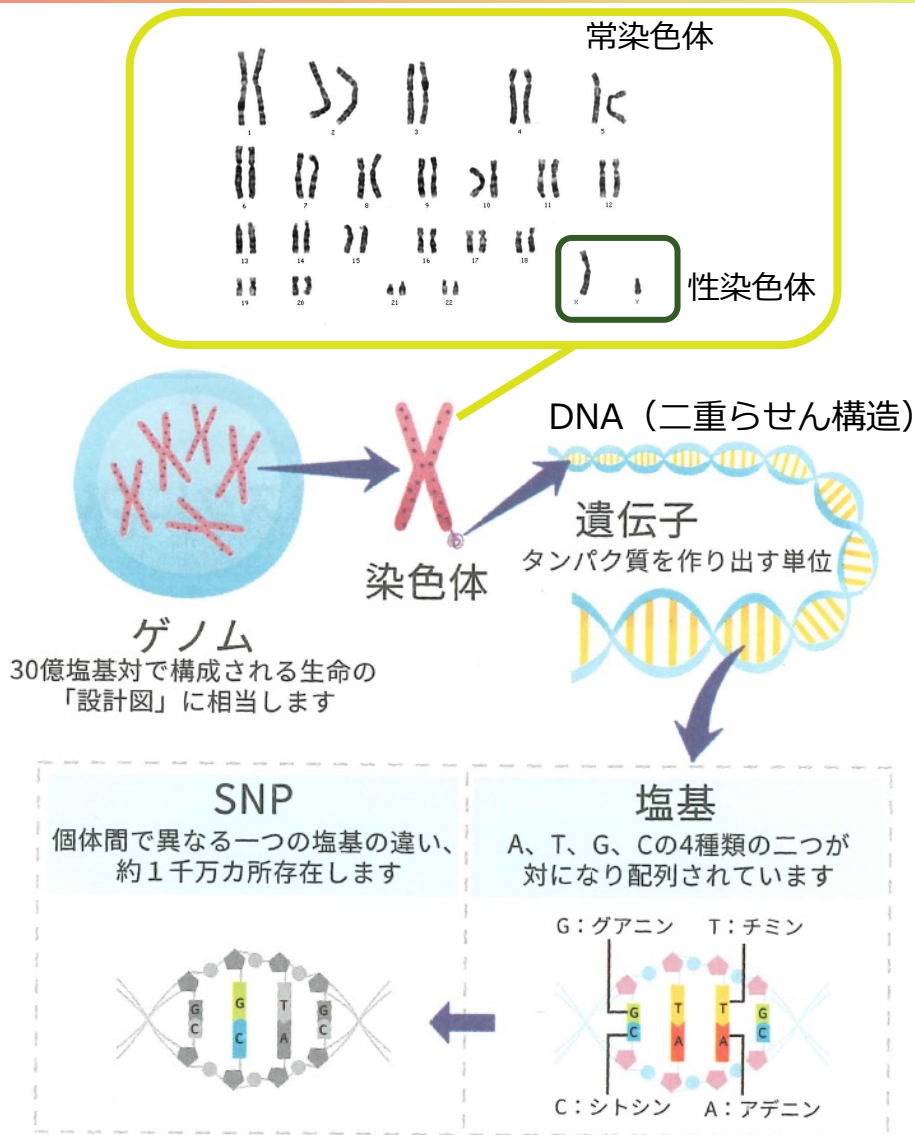 常染色体
1 2 3 4 5
6 7 8 9 10 11 12
13 14 15 16 17 18
19 20 21 22 X Y
性染色体
DNA（二重らせん構造）
遺伝子
タンパク質を作り出す単位
染色体
ゲノム
30億塩基対で構成される生命の
「設計図」に相当します
SNP
個体間で異なる一つの塩基の違い、
約１千万カ所存在します
G C
G C
T A
G C
塩基
A、T、G、Cの4種類の二つが
対になり配列されています
G：グアニン
T：チミン
G C
T A
T A
G C
C：シトシン
A：アデニン